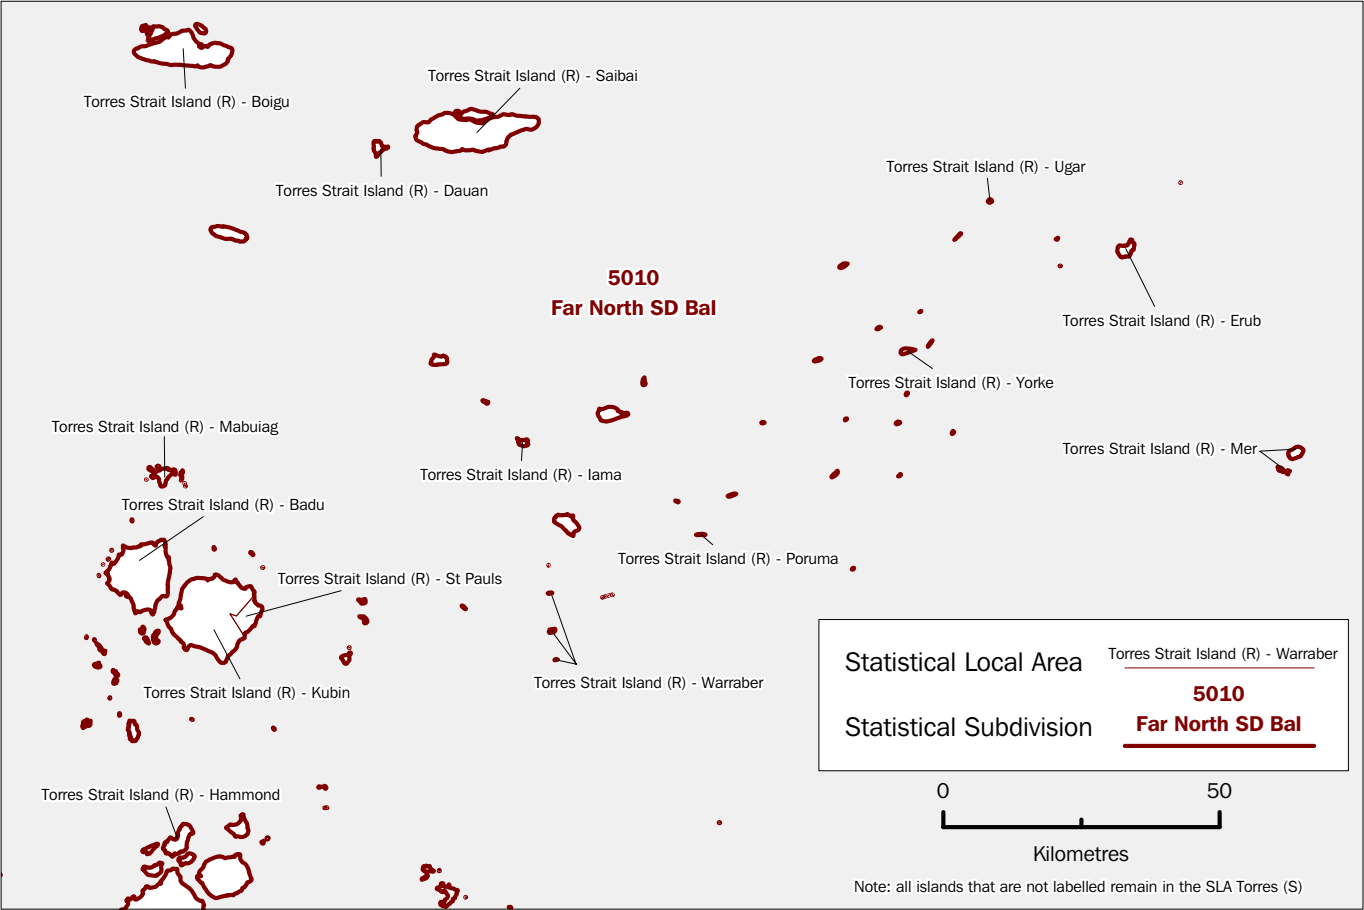 Torres Strait Island (R) - Saibai
Torres Strait Island (R) - Boigu
Torres Strait Island (R) - Ugar
Torres Strait Island (R) - Dauan
5010
Far North SD Bal
Torres Strait Island (R) - Erub
Torres Strait Island (R) - Yorke
Torres Strait Island (R) - Mabuiag
Torres Strait Island (R) - Mer
Torres Strait Island (R) - Iama
Torres Strait Island (R) - Badu
Torres Strait Island (R) - Poruma
Torres Strait Island (R) - St Pauls
Torres Strait Island (R) - Warraber
Torres Strait Island (R) - Kubin
Statistical Local Area
Torres Strait Island (R) - Warraber
Statistical Subdivision
5010
Far North SD Bal
Torres Strait Island (R) - Hammond
0 50
Kilometres
Note: all islands that are not labelled remain in the SLA Torres (S)